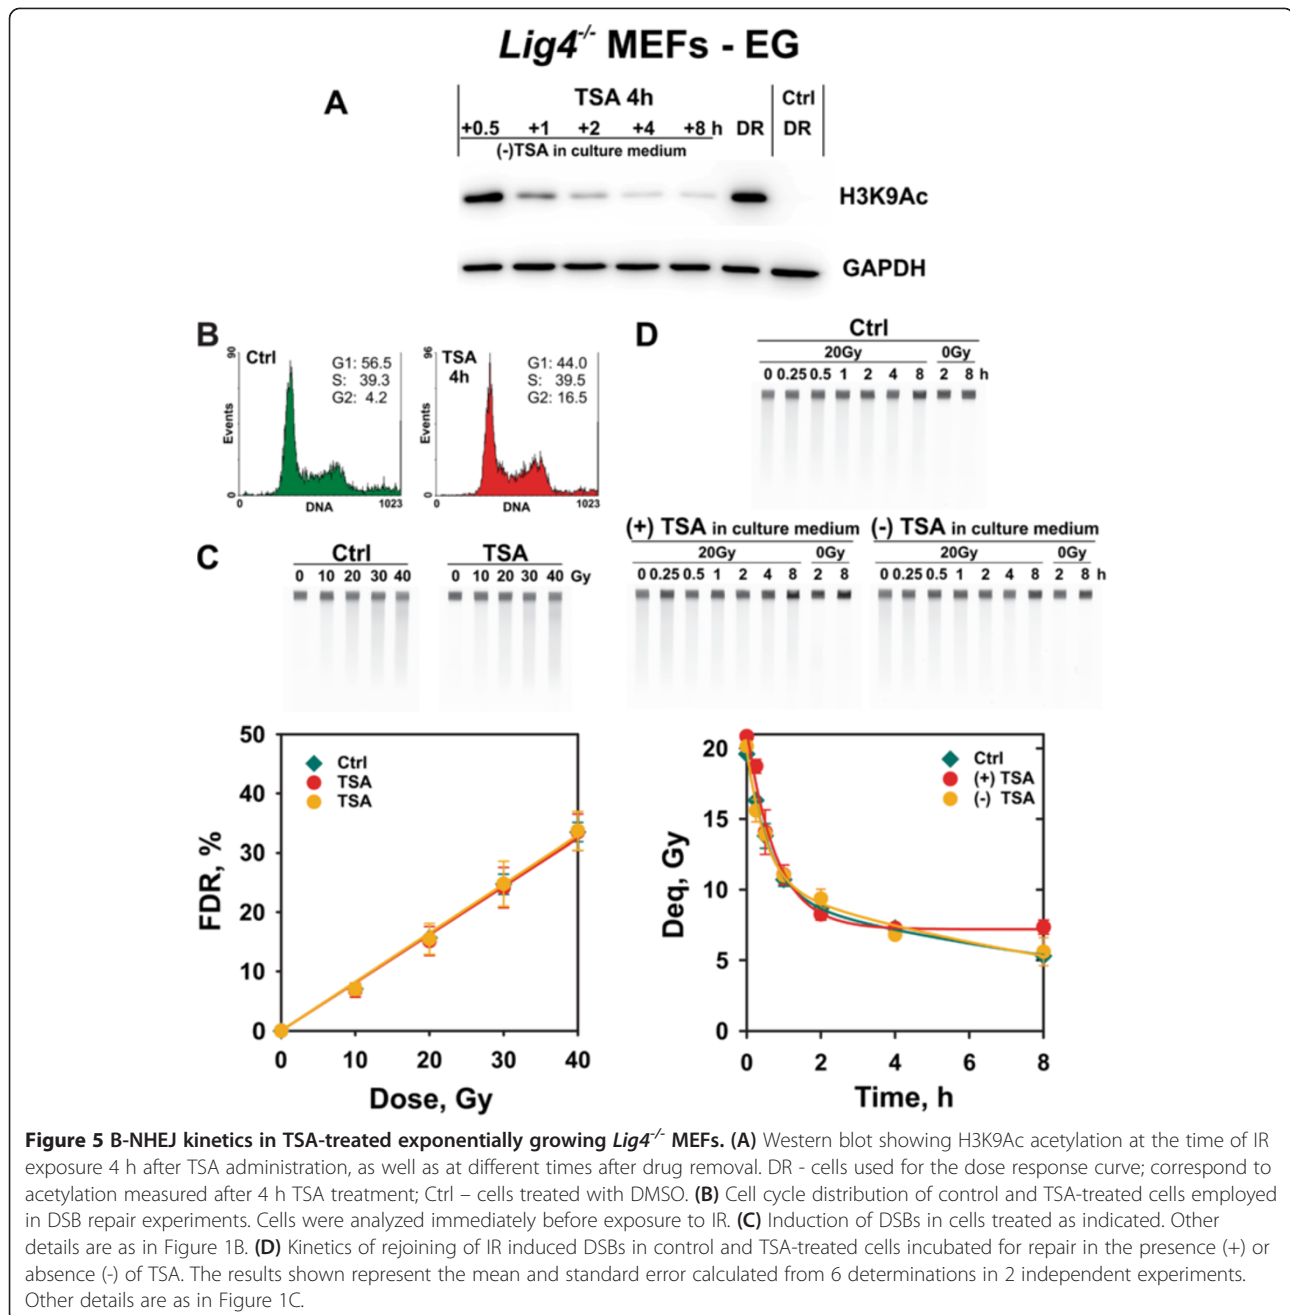 Lig4-/- MEFs - EG
A
TSA 4h
Ctrl
+0.5 +1 +2 +4 +8 h DR DR
(-)TSA in culture medium
H3K9Ac
GAPDH
B
90
Ctrl
G1: 56.5
S: 39.3
G2: 4.2
Events
0
0 DNA 1023
96
TSA
4h
G1: 44.0
S: 39.5
G2: 16.5
Events
0
0 DNA 1023
D
Ctrl
20Gy 0Gy
0 0.25 0.5 1 2 4 8 2 8 h
(+) TSA in culture medium
20Gy 0Gy
0 0.25 0.5 1 2 4 8 2 8
(-) TSA in culture medium
20Gy 0Gy
0 0.25 0.5 1 2 4 8 2 8 h
C
Ctrl TSA
0 10 20 30 40 0 10 20 30 40 Gy
50
40
30
20
10
0
FDR, %
Ctrl
TSA
TSA
0 10 20 30 40
Dose, Gy
20
15
10
5
0
Deq, Gy
Ctrl
(+) TSA
(-) TSA
0 2 4 6 8
Time, h
Figure 5 B-NHEJ kinetics in TSA-treated exponentially growing Lig4-/- MEFs. (A) Western blot showing H3K9Ac acetylation at the time of IR
exposure 4 h after TSA administration, as well as at different times after drug removal. DR - cells used for the dose response curve; correspond to
acetylation measured after 4 h TSA treatment; Ctrl – cells treated with DMSO. (B) Cell cycle distribution of control and TSA-treated cells employed
in DSB repair experiments. Cells were analyzed immediately before exposure to IR. (C) Induction of DSBs in cells treated as indicated. Other
details are as in Figure 1B. (D) Kinetics of rejoining of IR induced DSBs in control and TSA-treated cells incubated for repair in the presence (+) or
absence (-) of TSA. The results shown represent the mean and standard error calculated from 6 determinations in 2 independent experiments.
Other details are as in Figure 1C.